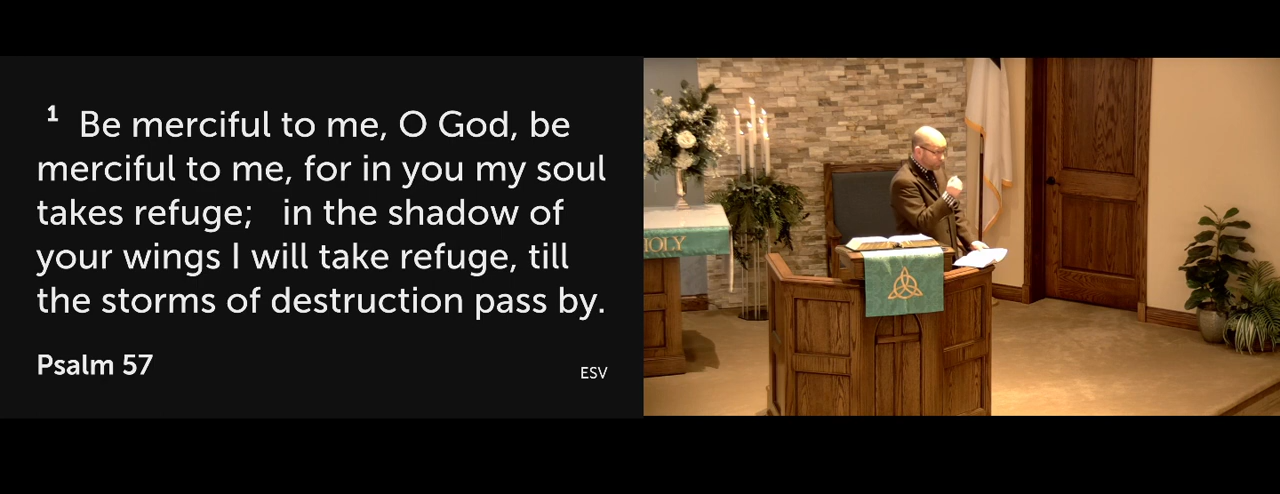 1 Be merciful to me, O God, be
merciful to me, for in you my soul
takes refuge; in the shadow of
your wings I will take refuge, till
the storms of destruction pass by.
Psalm 57
ESV
HOLY